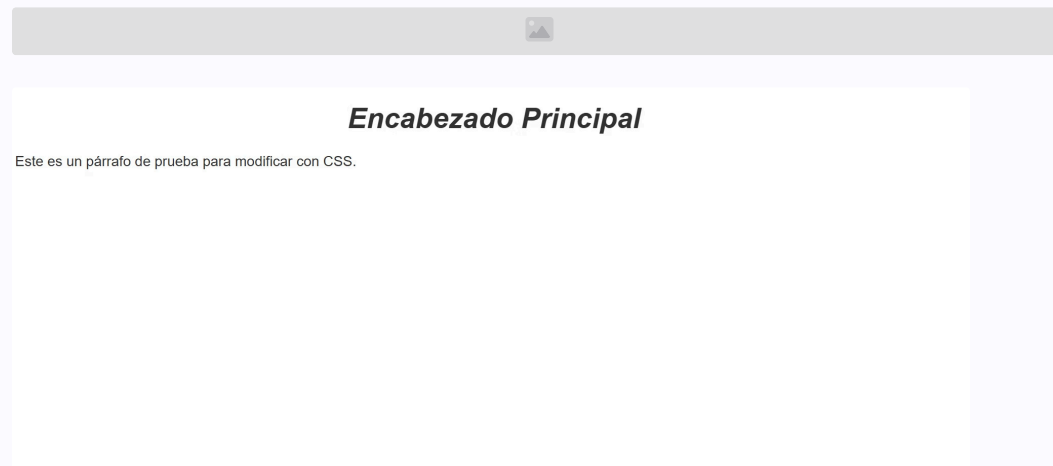 Encabezado Principal
Este es un párrafo de prueba para modificar con CSS.